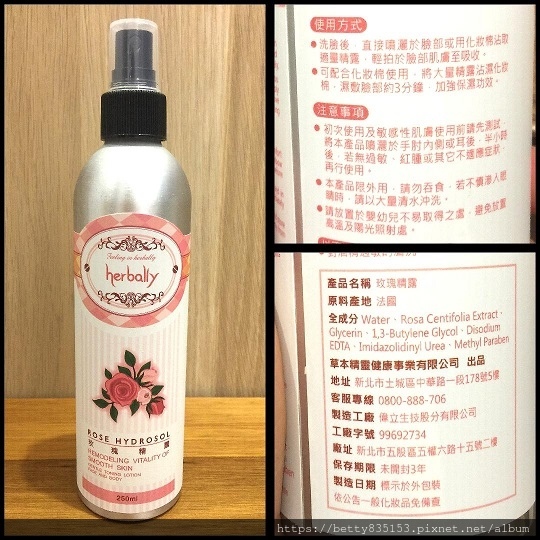 Feeling in herbally
herbally
ROSE HYDROSOL
玫瑰精露
REMODELING VITALITY OF
SMOOTH SKIN
GENTLE TONING LOTION
FACE AND BODY
250ml
使用方式
●洗臉後，直接噴灑於臉部或用化妝棉沾取
適量精露，輕拍於臉部肌膚至吸收。
●可配合化妝棉使用，將大量精露沾濕化妝
棉，濕敷臉部約3分鐘，加強保濕功效。
注意事項
●初次使用及敏感性肌膚使用前請先測試，
將本產品噴灑於手肘內側或耳後，半小時
後，若無過敏，紅腫或其它不適應症狀，
再行使用。
●本產品限外用，請勿吞食，若不慎滲入眼
睛時，請以大量清水沖洗。
●請放置於嬰幼兒不易取得之處，避免放置
高溫及陽光照射處。
產品名稱 玫瑰精露
原料產地 法國
全成分 Water、Rosa Centifolia Extract、
Glycerin、1,3-Butylene Glycol、Disodium
EDTA、Imidazolidinyl Urea、Methyl Paraben
草本精靈健康事業有限公司 出品
地址 新北市土城區中華路一段178號5樓
客服專線 0800-888-706
製造工廠 偉立生技股分有限公司
工廠字號 99692734
廠址 新北市五股區五權六路十五號二樓
保存期限 未開封3年
製造日期 標示於外包裝
依公告一般化妝品免備查
https://betty835153.pixnet.net/album